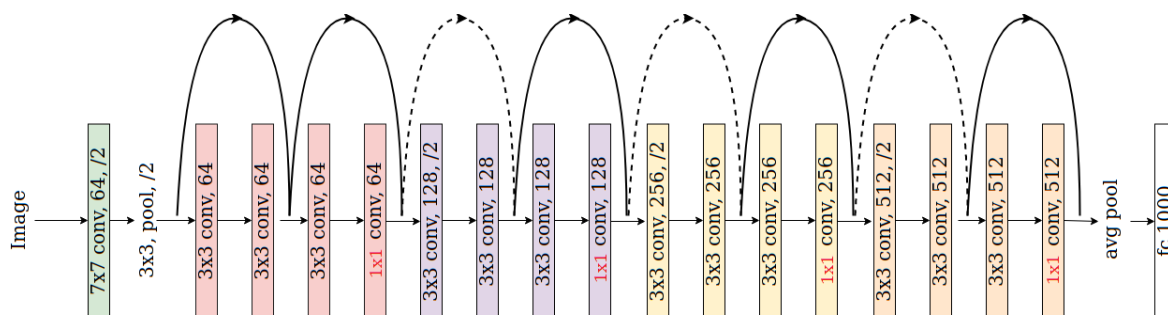 Image
7x7 conv, 64, /2
3x3, pool, /2
3x3 conv, 64
3x3 conv, 64
3x3 conv, 64
1x1 conv, 64
3x3 conv, 128, /2
3x3 conv, 128
3x3 conv, 128
1x1 conv, 128
3x3 conv, 256, /2
3x3 conv, 256
3x3 conv, 256
1x1 conv, 256
3x3 conv, 512, /2
3x3 conv, 512
3x3 conv, 512
1x1 conv, 512
avg pool
fc 1000